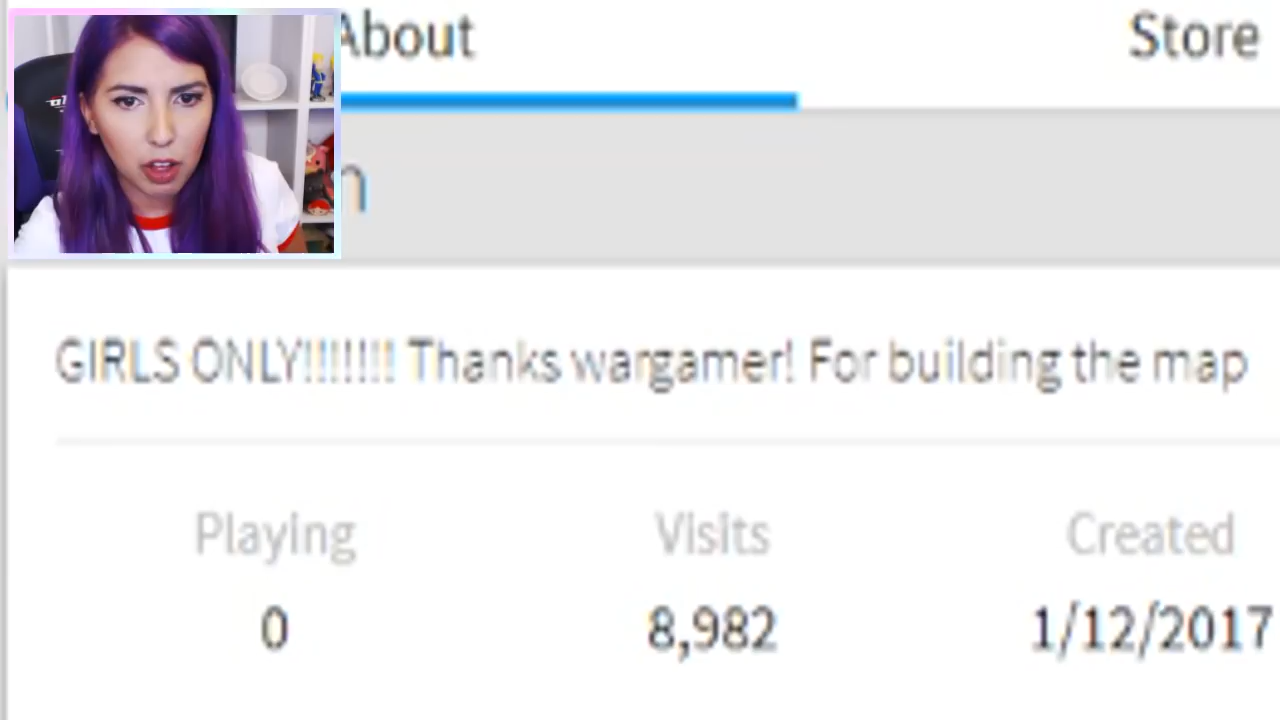 About
Store
n
GIRLS ONLY!!!!!!! Thanks wargamer! For building the map
Playing
Visits
Created
0
8,982
1/12/2017